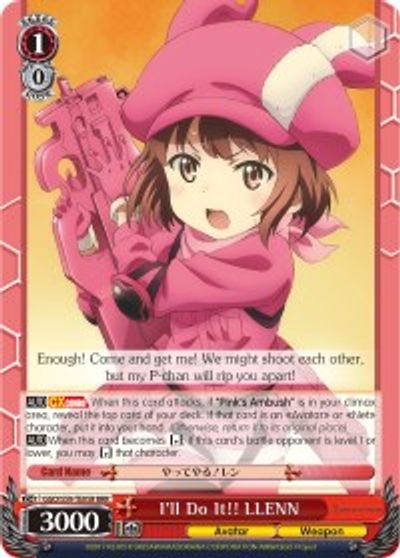 1
0
Enough! Come and get me! We might shoot each other,
but my P-chan will rip you apart!
AUTO CX COMBO When this card attacks, if "Pink's Ambush" is in your climax
area, reveal the top card of your deck. If that card is an «Avatar» or «Net»
character, put it into your hand. (Otherwise, return it to its original place)
AUTO When this card becomes, if this card's battle opponent is level 1 or
lower, you may that character.
Card Name やってやる!レン
3000
I'll Do It!! LLENN
Avatar Weapon